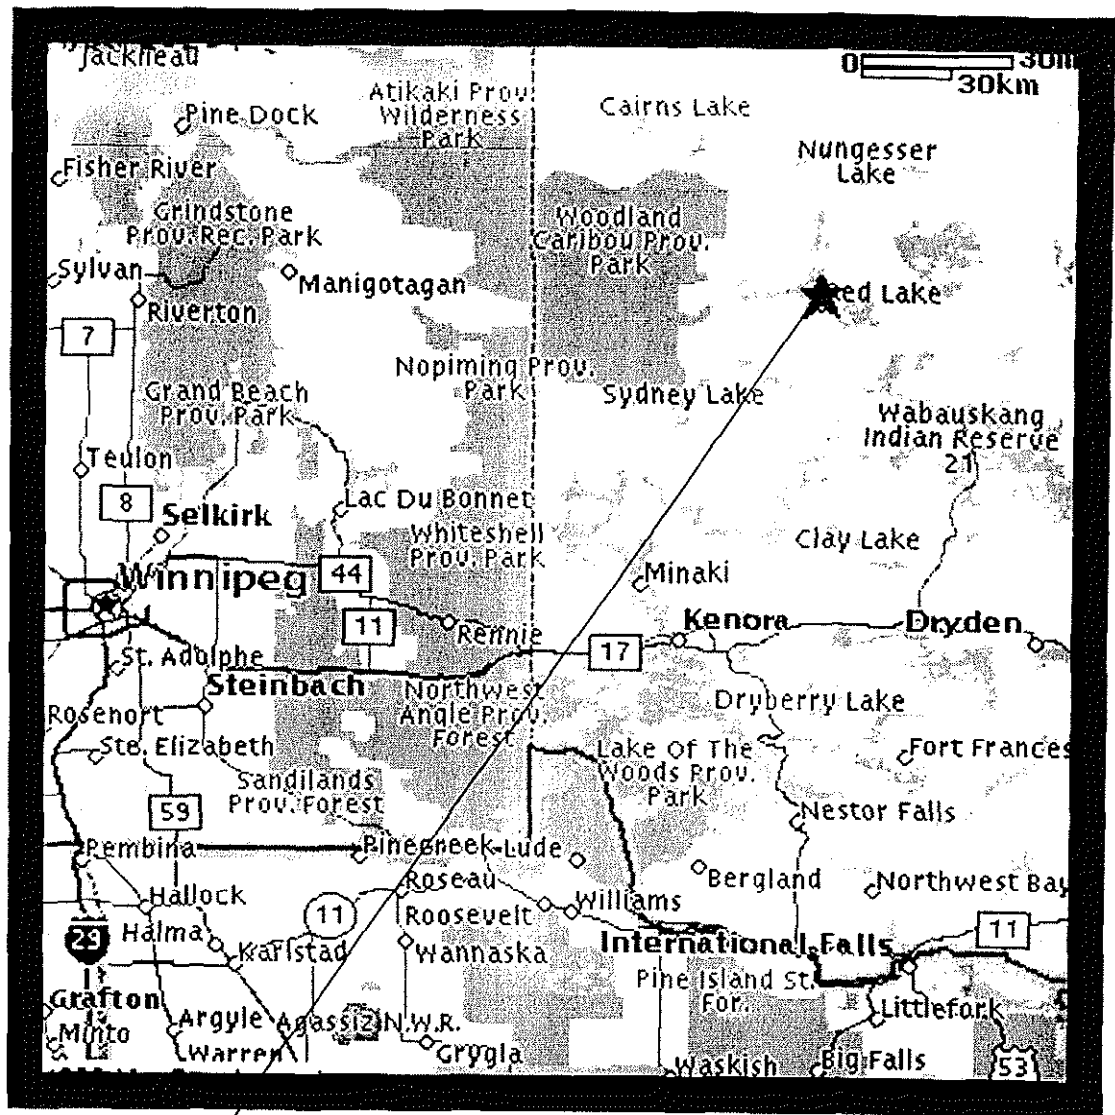 Jackhead
0 30m
30km
Pine Dock
Atikaki Prov.
Wilderness
Park
Cairns Lake
Nungesser
Lake
Fisher River
Grindstone
Prov. Rec. Park
Woodland
Caribou Prov.
Park
Sylvan
Manigotagan
Riverton
ed Lake
7
Nopiming Prov.
Park
Grand Beach
Prov. Park
Sydney Lake
Wabauskang
Indian Reserve
21
Teulon
8
Selkirk
Lac Du Bonnet
Whiteshell
Prov. Park
Clay Lake
Winnipeg
44
Minaki
11
Rennie
17
Kenora
Dryden
St. Adolphe
Steinbach
Northwest
Angle Prov.
Forest
Dryberry Lake
Rosenort
Ste. Elizabeth
Lake Of The
Woods Prov.
Park
Fort Frances
Sandilands
Prov. Forest
59
Nestor Falls
Pembina
Pinecreek
Lude
Roseau
Bergland
Northwest Bay
Hallock
11
Roosevelt
Williams
29
Halma
Karlstad
Wannaska
International Falls
11
Pine Island St.
For.
Grafton
Argyle
Agassiz N.W.R.
Littlefork
Minto
Warren
Grygla
Waskish
Big Falls
53